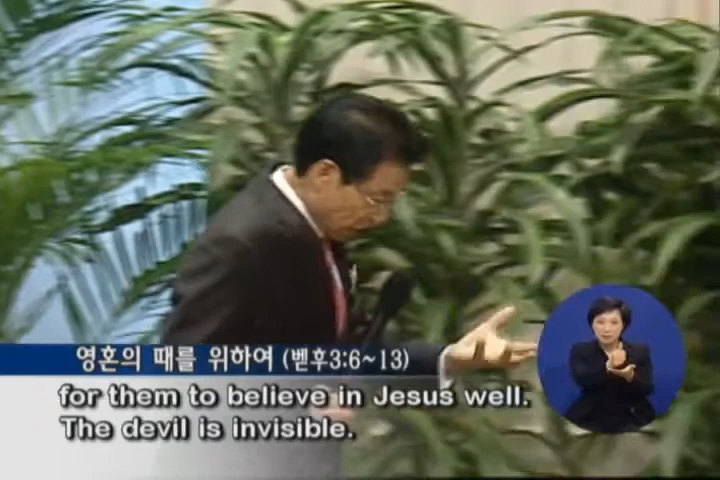 영혼의 때를 위하여 (벧후3:6~13)
for them to believe in Jesus well.
The devil is invisible.